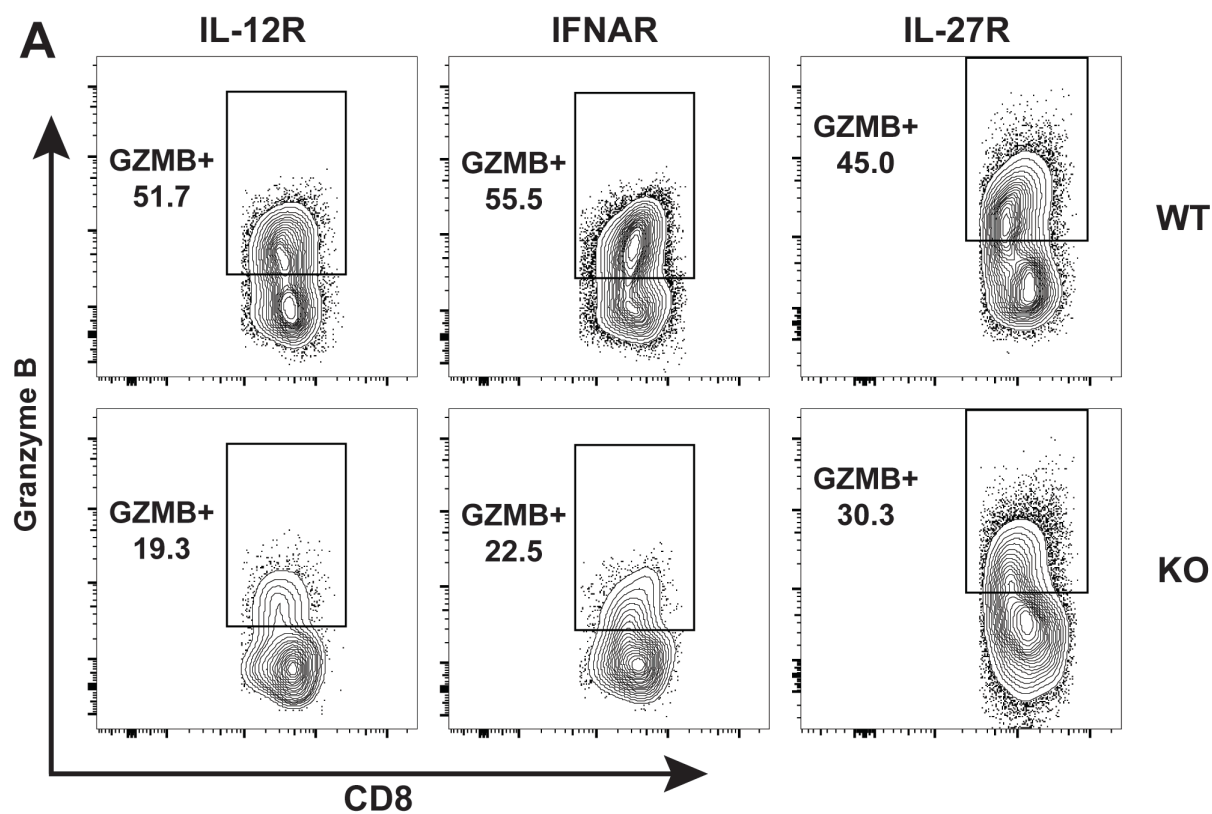 A
IL-12R
IFNAR
IL-27R
GZMB+
51.7
GZMB+
55.5
GZMB+
45.0
WT
GZMB+
19.3
GZMB+
22.5
GZMB+
30.3
KO
Granzyme B
CD8